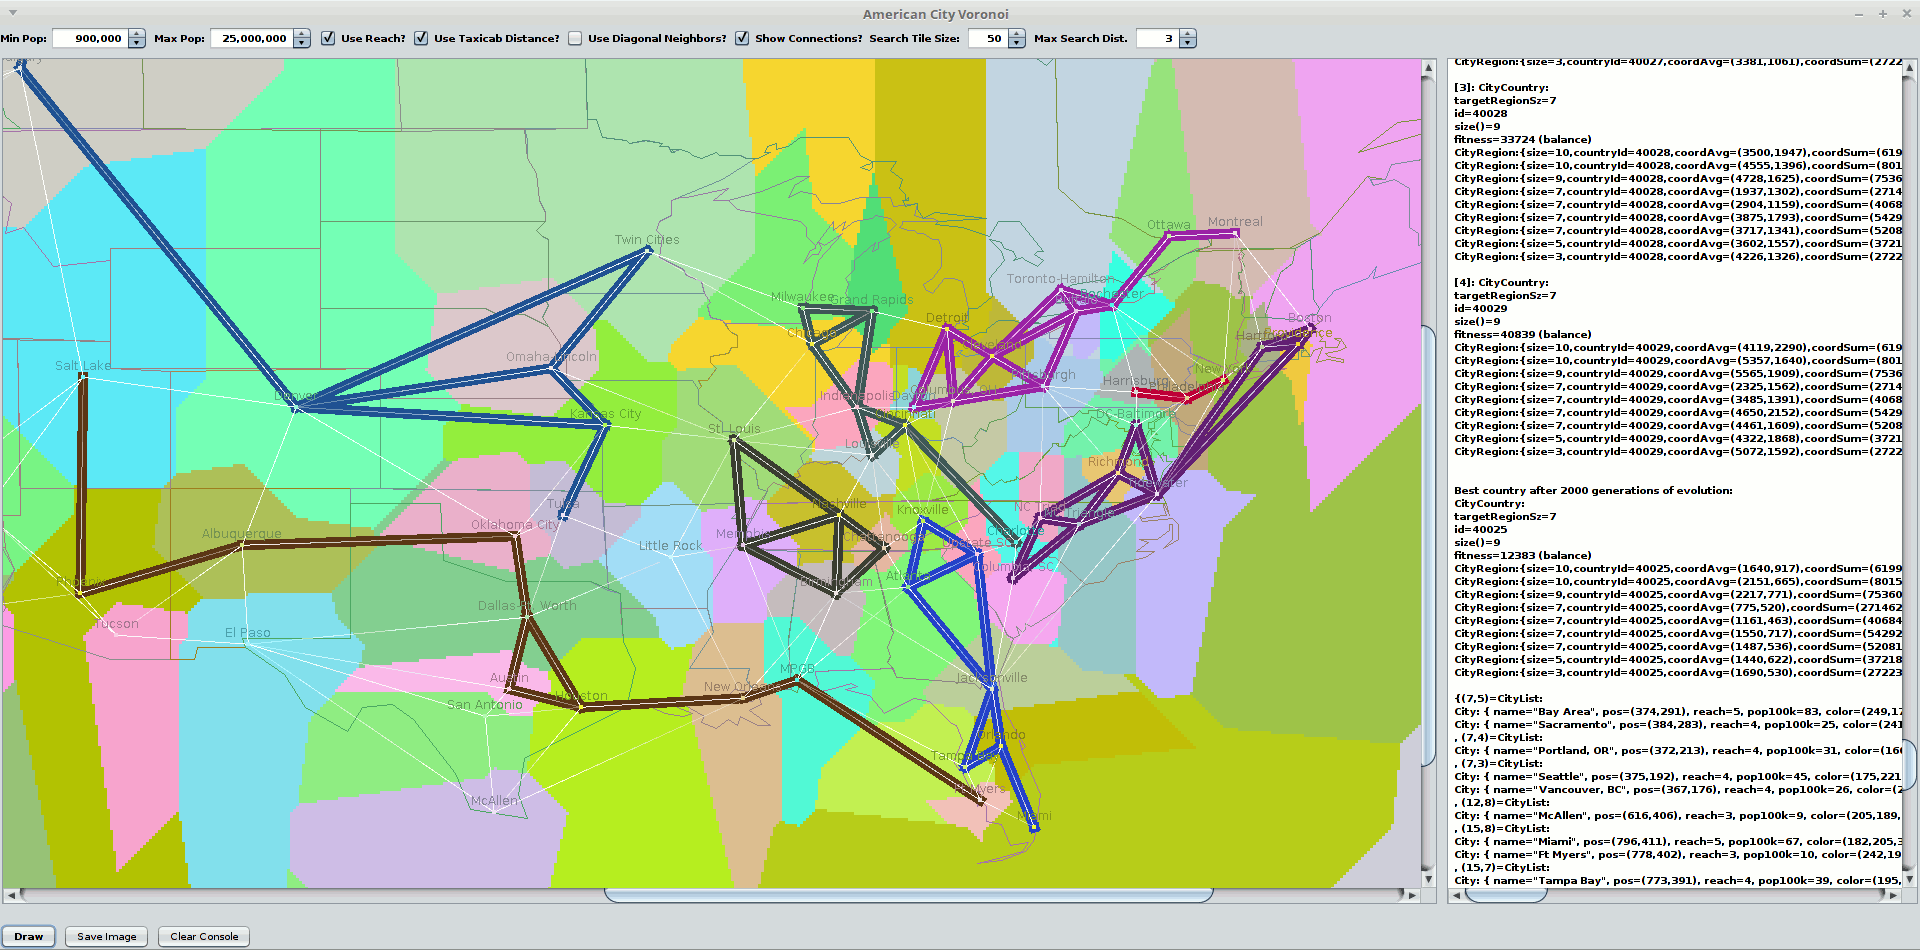 American City Voronoi
Min Pop: 900,000 Max Pop: 25,000,000 Use Reach? Use Taxicab Distance? Use Diagonal Neighbors? Show Connections? Search Tile Size: 50 Max Search Dist. 3
Twin Cities
Ottawa
Montreal
Toronto-Hamilton
Rochester
Milwaukee
Grand Rapids
Detroit
Boston
Providence
Hartford
Chicago
Cleveland
Salt Lake
Omaha-Lincoln
Pittsburgh
New York
Harrisburg
Philadelphia
Denver
Indianapolis
Dayton
Columbus
Kansas City
Cincinnati
DC-Baltimore
St. Louis
Louisville
Richmond
Tidewater
Tulsa
Nashville
Knoxville
NC Triad
NC Triangle
Oklahoma City
Albuquerque
Memphis
Chattanooga
Charlotte
Upstate SC
Little Rock
Columbia, SC
Phoenix
Birmingham
Atlanta
Dallas-Ft. Worth
Tucson
El Paso
MPGB
Austin
New Orleans
Jacksonville
Houston
San Antonio
Orlando
Tampa Bay
Ft Myers
McAllen
Miami
CityRegion:{size=3,countryId=40027,coordAvg=(3381,1061),coordSum=(2722
[3]: CityCountry:
targetRegionSz=7
id=40028
size()=9
fitness=33724 (balance)
CityRegion:{size=10,countryId=40028,coordAvg=(3500,1947),coordSum=(619
CityRegion:{size=10,countryId=40028,coordAvg=(4555,1396),coordSum=(801
CityRegion:{size=9,countryId=40028,coordAvg=(4728,1625),coordSum=(7536
CityRegion:{size=7,countryId=40028,coordAvg=(1937,1302),coordSum=(2714
CityRegion:{size=7,countryId=40028,coordAvg=(2904,1159),coordSum=(4068
CityRegion:{size=7,countryId=40028,coordAvg=(3875,1793),coordSum=(5429
CityRegion:{size=7,countryId=40028,coordAvg=(3717,1341),coordSum=(5208
CityRegion:{size=5,countryId=40028,coordAvg=(3602,1557),coordSum=(3721
CityRegion:{size=3,countryId=40028,coordAvg=(4226,1326),coordSum=(2722
[4]: CityCountry:
targetRegionSz=7
id=40029
size()=9
fitness=40839 (balance)
CityRegion:{size=10,countryId=40029,coordAvg=(4119,2290),coordSum=(619
CityRegion:{size=10,countryId=40029,coordAvg=(5357,1640),coordSum=(801
CityRegion:{size=9,countryId=40029,coordAvg=(5565,1909),coordSum=(7536
CityRegion:{size=7,countryId=40029,coordAvg=(2325,1562),coordSum=(2714
CityRegion:{size=7,countryId=40029,coordAvg=(3485,1391),coordSum=(4068
CityRegion:{size=7,countryId=40029,coordAvg=(4650,2152),coordSum=(5429
CityRegion:{size=7,countryId=40029,coordAvg=(4461,1609),coordSum=(5208
CityRegion:{size=5,countryId=40029,coordAvg=(4322,1868),coordSum=(3721
CityRegion:{size=3,countryId=40029,coordAvg=(5072,1592),coordSum=(2722
Best country after 2000 generations of evolution:
CityCountry:
targetRegionSz=7
id=40025
size()=9
fitness=12383 (balance)
CityRegion:{size=10,countryId=40025,coordAvg=(1640,917),coordSum=(6199
CityRegion:{size=10,countryId=40025,coordAvg=(2151,665),coordSum=(8015
CityRegion:{size=9,countryId=40025,coordAvg=(2217,771),coordSum=(75360
CityRegion:{size=7,countryId=40025,coordAvg=(775,520),coordSum=(271462
CityRegion:{size=7,countryId=40025,coordAvg=(1161,463),coordSum=(40684
CityRegion:{size=7,countryId=40025,coordAvg=(1550,717),coordSum=(54292
CityRegion:{size=7,countryId=40025,coordAvg=(1487,536),coordSum=(52081
CityRegion:{size=5,countryId=40025,coordAvg=(1440,622),coordSum=(37218
CityRegion:{size=3,countryId=40025,coordAvg=(1690,530),coordSum=(27223
{(7,5)=CityList:
City: { name="Bay Area", pos=(374,291), reach=5, pop100k=83, color=(249,17
City: { name="Sacramento", pos=(384,283), reach=4, pop100k=25, color=(241
, (7,4)=CityList:
City: { name="Portland, OR", pos=(372,213), reach=4, pop100k=31, color=(166
, (7,3)=CityList:
City: { name="Seattle", pos=(375,192), reach=4, pop100k=45, color=(175,221
City: { name="Vancouver, BC", pos=(367,176), reach=4, pop100k=26, color=(2
, (12,8)=CityList:
City: { name="McAllen", pos=(616,406), reach=3, pop100k=9, color=(205,189,
, (15,8)=CityList:
City: { name="Miami", pos=(796,411), reach=5, pop100k=67, color=(182,205,3
City: { name="Ft Myers", pos=(778,402), reach=3, pop100k=10, color=(242,19
, (15,7)=CityList:
City: { name="Tampa Bay", pos=(773,391), reach=4, pop100k=39, color=(195,
Draw Save Image Clear Console